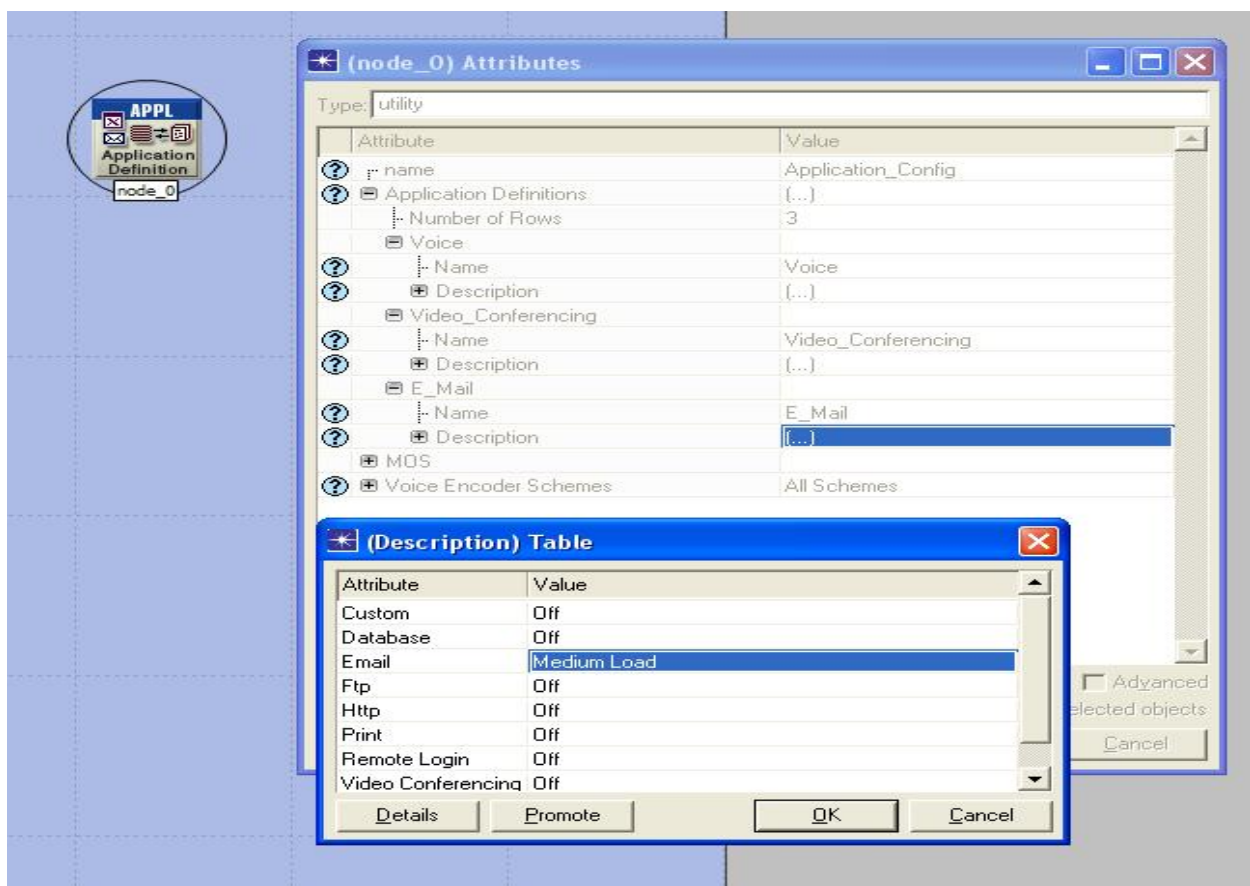 APPL
Application
Definition
node_0
(node_0) Attributes
Type: utility
Attribute Value
name Application_Config
Application Definitions (...)
Number of Rows 3
Voice
Name Voice
Description (...)
Video_Conferencing
Name Video_Conferencing
Description (...)
E_Mail
Name E_Mail
Description (...)
MOS
Voice Encoder Schemes All Schemes
Advanced
elected objects
Cancel
(Description) Table
Attribute Value
Custom Off
Database Off
Email Medium Load
Ftp Off
Http Off
Print Off
Remote Login Off
Video Conferencing Off
Details Promote OK Cancel